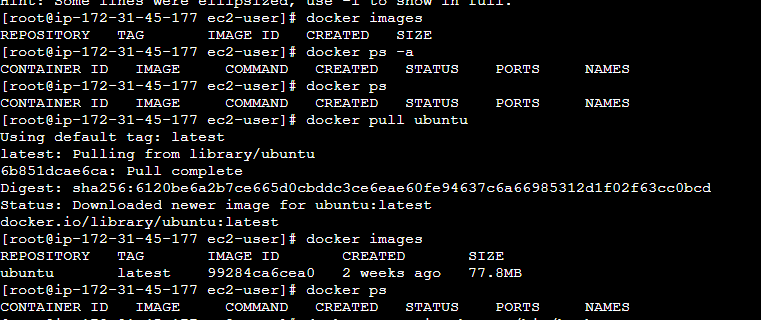 Hint: Some lines were ellipsized, use -l to show in full.
[root@ip-172-31-45-177 ec2-user]# docker images
REPOSITORY   TAG       IMAGE ID   CREATED   SIZE
[root@ip-172-31-45-177 ec2-user]# docker ps -a
CONTAINER ID   IMAGE     COMMAND   CREATED   STATUS    PORTS     NAMES
[root@ip-172-31-45-177 ec2-user]# docker ps
CONTAINER ID   IMAGE     COMMAND   CREATED   STATUS    PORTS     NAMES
[root@ip-172-31-45-177 ec2-user]# docker pull ubuntu
Using default tag: latest
latest: Pulling from library/ubuntu
6b851dcae6ca: Pull complete
Digest: sha256:6120be6a2b7ce665d0cbddc3ce6eae60fe94637c6a66985312d1f02f63cc0bcd
Status: Downloaded newer image for ubuntu:latest
docker.io/library/ubuntu:latest
[root@ip-172-31-45-177 ec2-user]# docker images
REPOSITORY   TAG       IMAGE ID       CREATED       SIZE
ubuntu       latest    99284ca6cea0   2 weeks ago   77.8MB
[root@ip-172-31-45-177 ec2-user]# docker ps
CONTAINER ID   IMAGE     COMMAND   CREATED   STATUS    PORTS     NAMES